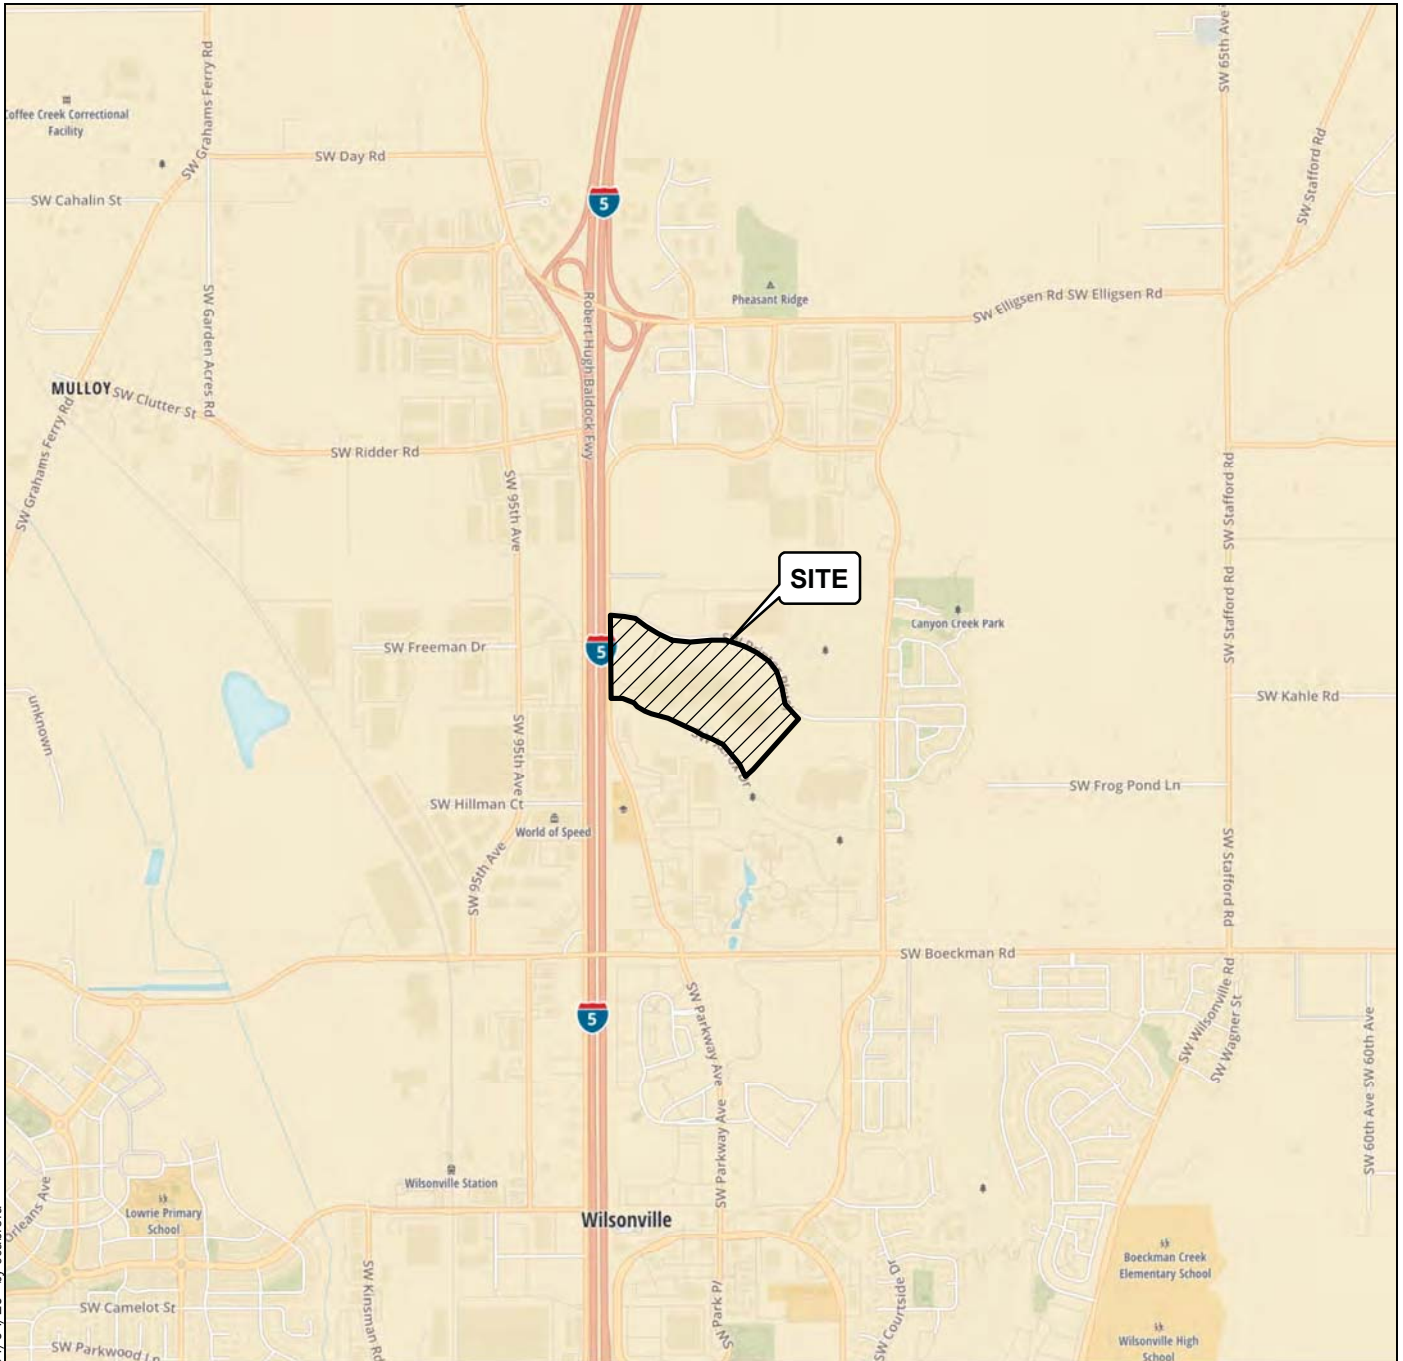 SW 65th Ave
SW Grahams Ferry Rd
Coffee Creek Correctional
Facility
SW Day Rd
SW Stafford Rd
SW Cahalin St
5
Pheasant Ridge
SW Elligsen Rd
SW Elligsen Rd
SW Garden Acres Rd
Robert Hugh Baldock Fwy
MULLOY
SW Clutter St
SW Grahams Ferry Rd
SW Ridder Rd
SW 95th Ave
SW Stafford Rd
SITE
SW Stafford Rd
Canyon Creek Park
SW Freeman Dr
5
SW Kahle Rd
unknown
SW 95th Ave
SW Frog Pond Ln
SW Hillman Ct
World of Speed
SW 95th Ave
SW Stafford Rd
SW Boeckman Rd
SW Wilsonville Rd
SW Wagner St
5
SW Parkway Ave
SW 60th Ave
SW 60th Ave
SW Parkway Ave
Wilsonville Station
Lowrie Primary
School
Orleans Ave
Wilsonville
Boeckman Creek
Elementary School
SW Kinsman Rd
SW Courtside Dr
SW Park Pl
SW
SW Camelot St
Wilsonville High
School
SW Parkwood Ln